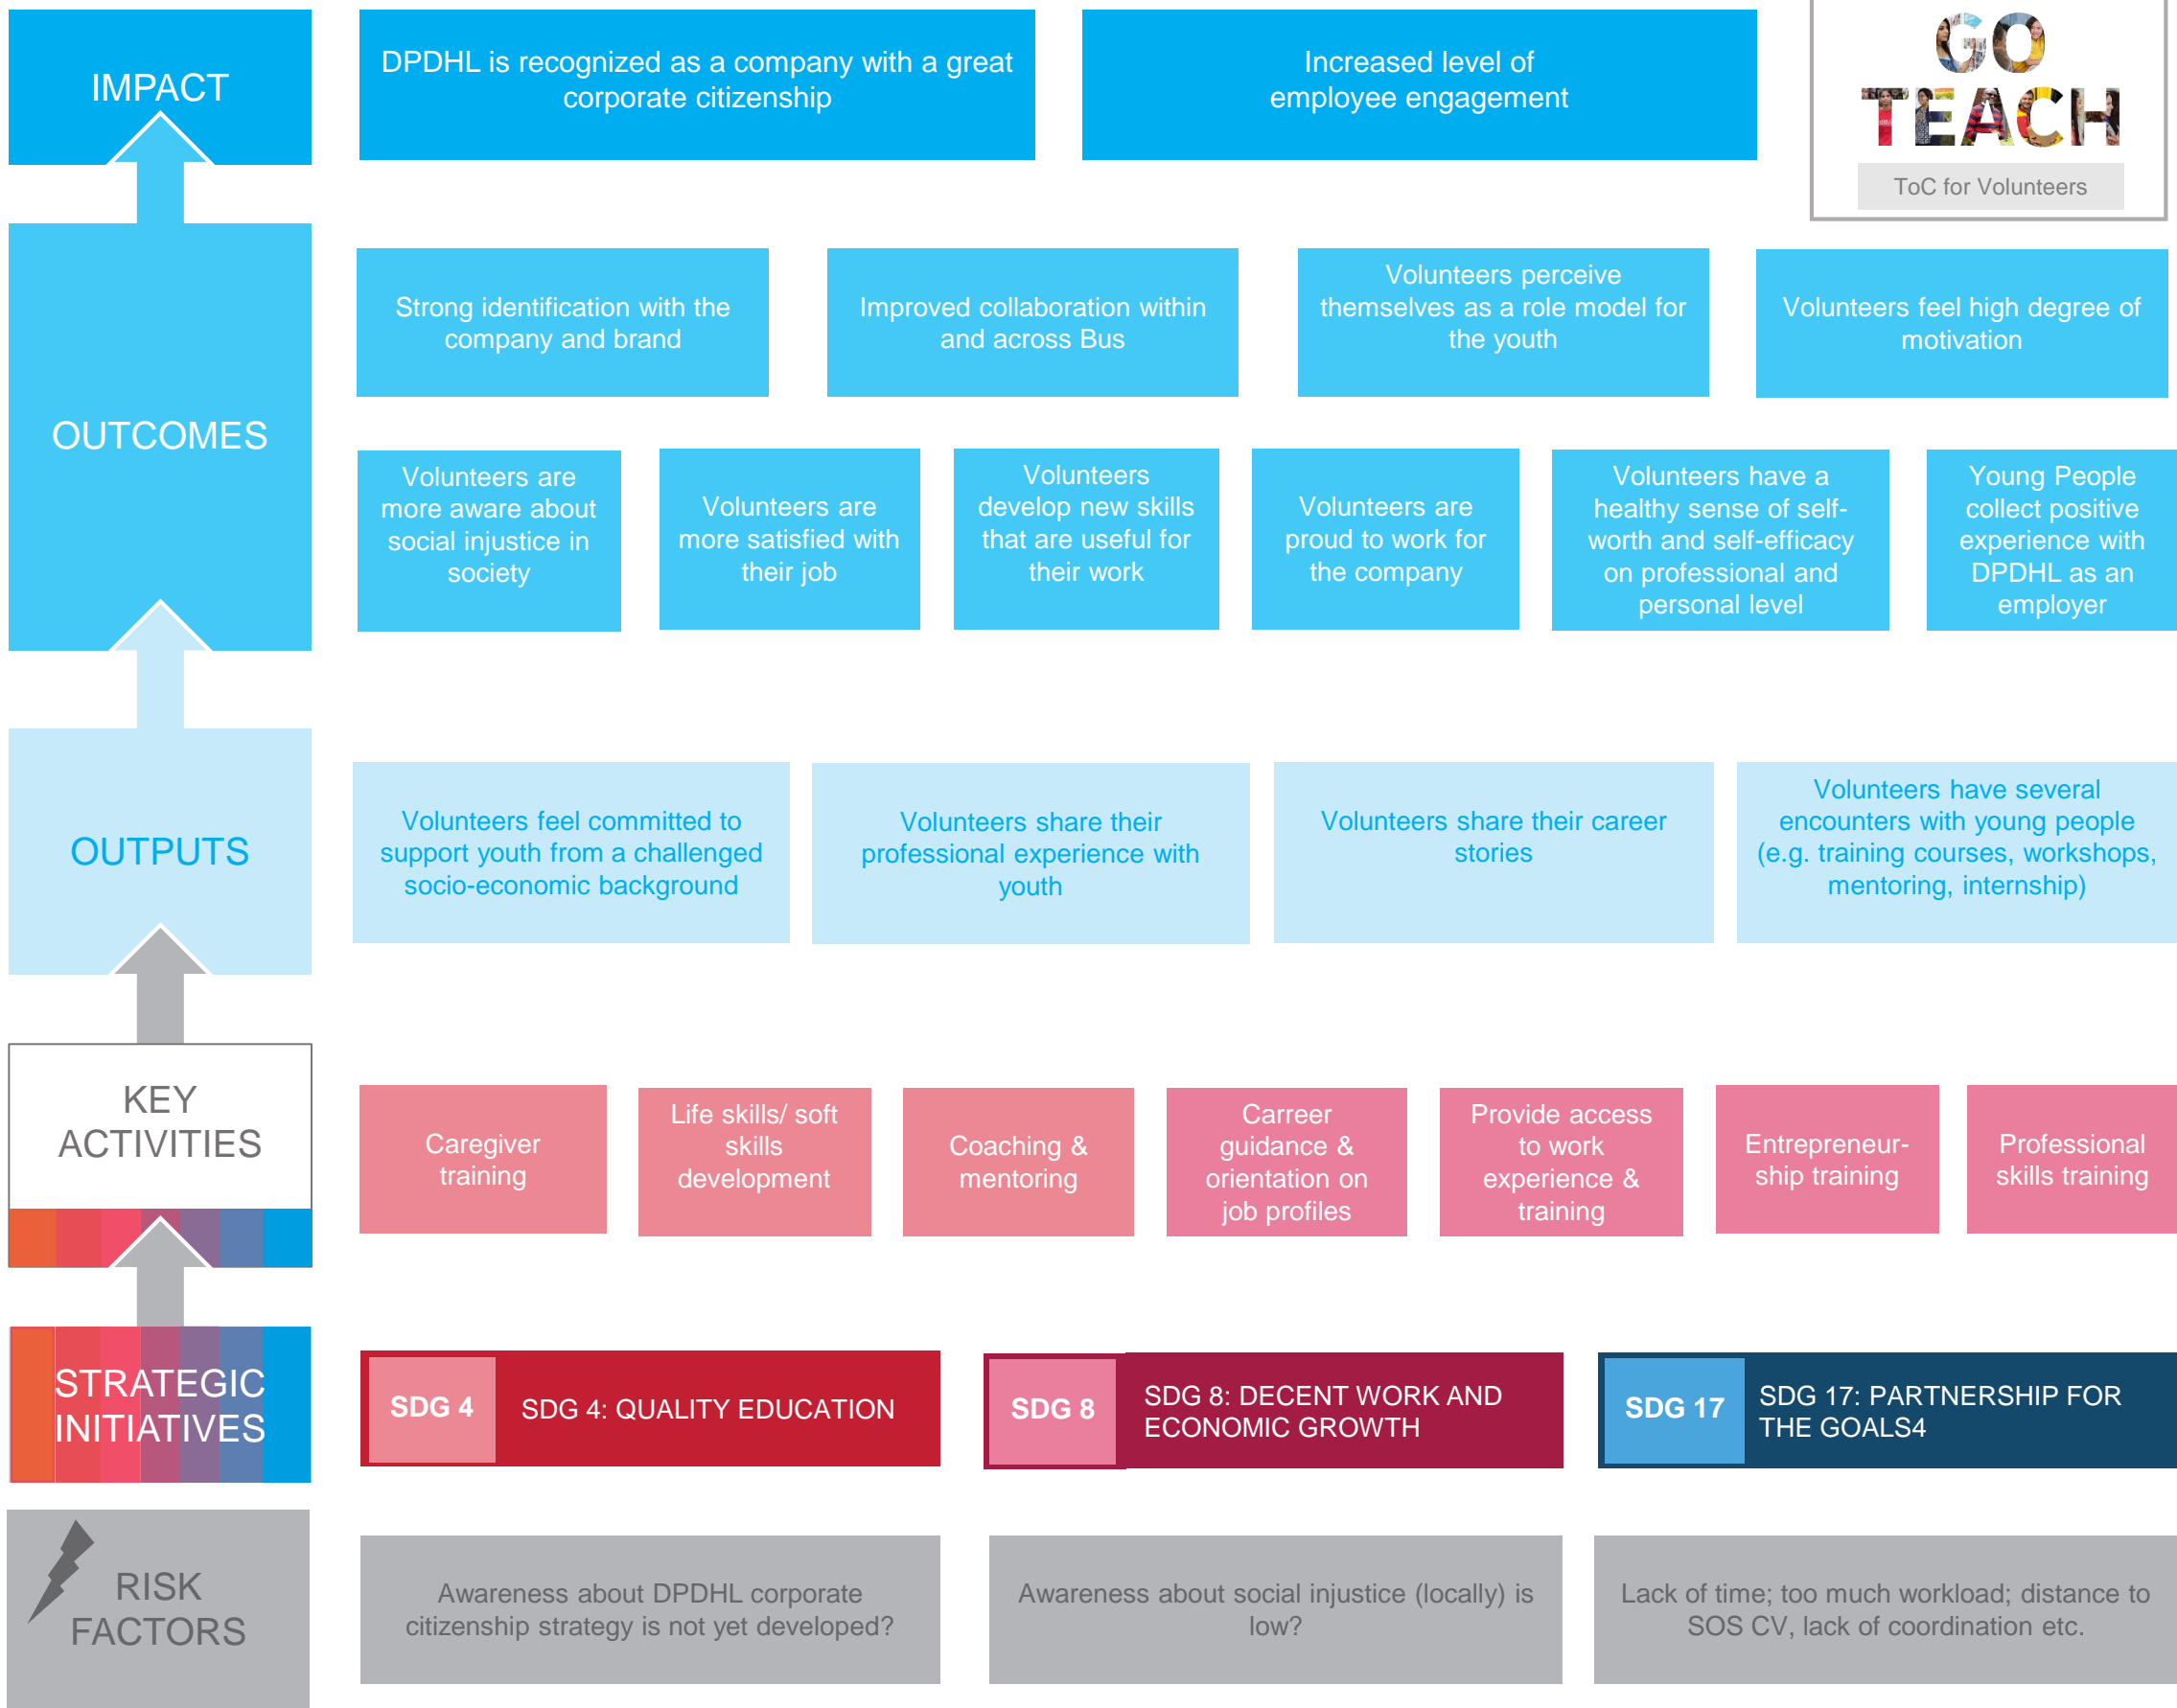 IMPACT
DPDHL is recognized as a company with a great
corporate citizenship
Increased level of
employee engagement
GO
TEACH
ToC for Volunteers
OUTCOMES
Strong identification with the
company and brand
Improved collaboration within
and across Bus
Volunteers perceive
themselves as a role model for
the youth
Volunteers feel high degree of
motivation
Volunteers are
more aware about
social injustice in
society
Volunteers are
more satisfied with
their job
Volunteers
develop new skills
that are useful for
their work
Volunteers are
proud to work for
the company
Volunteers have a
healthy sense of self-
worth and self-efficacy
on professional and
personal level
Young People
collect positive
experience with
DPDHL as an
employer
OUTPUTS
Volunteers feel committed to
support youth from a challenged
socio-economic background
Volunteers share their
professional experience with
youth
Volunteers share their career
stories
Volunteers have several
encounters with young people
(e.g. training courses, workshops,
mentoring, internship)
KEY
ACTIVITIES
Caregiver
training
Life skills/ soft
skills
development
Coaching &
mentoring
Carreer
guidance &
orientation on
job profiles
Provide access
to work
experience &
training
Entrepreneur-
ship training
Professional
skills training
STRATEGIC
INITIATIVES
SDG 4
SDG 4: QUALITY EDUCATION
SDG 8
SDG 8: DECENT WORK AND
ECONOMIC GROWTH
SDG 17
SDG 17: PARTNERSHIP FOR
THE GOALS4
RISK
FACTORS
Awareness about DPDHL corporate
citizenship strategy is not yet developed?
Awareness about social injustice (locally) is
low?
Lack of time; too much workload; distance to
SOS CV, lack of coordination etc.